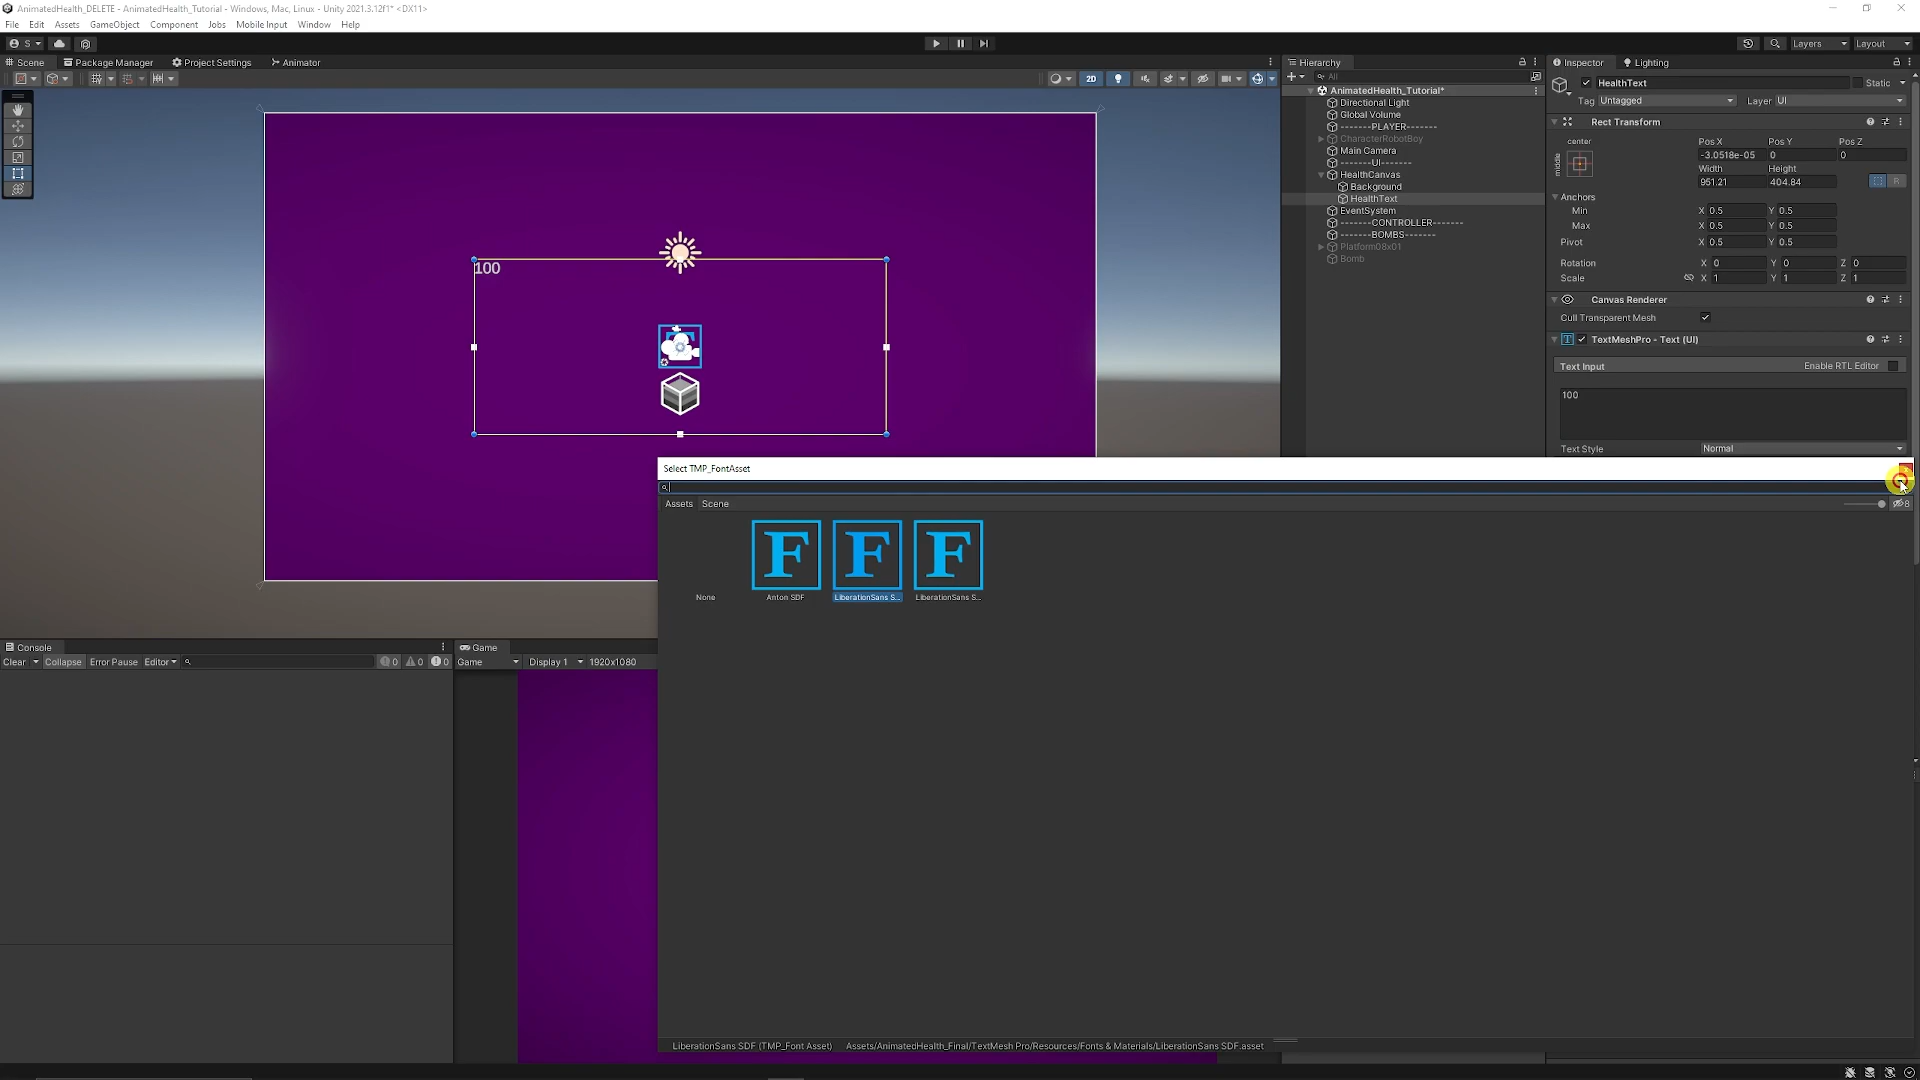 AnimatedHealth_DELETE - AnimatedHealth_Tutorial - Windows, Mac, Linux - Unity 2021.3.12f1* <DX11>
File Edit Assets GameObject Component Jobs Mobile Input Window Help
S Layers Layout
Scene Package Manager Project Settings Animator
2D
100
Hierarchy
All
AnimatedHealth_Tutorial*
Directional Light
Global Volume
-------PLAYER-------
CharacterRobotBoy
Main Camera
-------UI-------
HealthCanvas
Background
HealthText
EventSystem
-------CONTROLLER-------
-------BOMBS-------
Platform08x01
Bomb
Inspector Lighting
HealthText Static
Tag Untagged Layer UI
Rect Transform
center Pos X Pos Y Pos Z
middle -3.0518e-05 0 0
Width Height
951.21 404.84 R
Anchors
Min X 0.5 Y 0.5
Max X 0.5 Y 0.5
Pivot X 0.5 Y 0.5
Rotation X 0 Y 0 Z 0
Scale X 1 Y 1 Z 1
Canvas Renderer
Cull Transparent Mesh
TextMeshPro - Text (UI)
Text Input Enable RTL Editor
100
Text Style Normal
Select TMP_FontAsset
Assets Scene 8
F F F
None Anton SDF LiberationSans S... LiberationSans S...
LiberationSans SDF (TMP_Font Asset) Assets/AnimatedHealth_Final/TextMesh Pro/Resources/Fonts & Materials/LiberationSans SDF.asset
Console
Clear Collapse Error Pause Editor 0 0 0
Game
Game Display 1 1920x1080